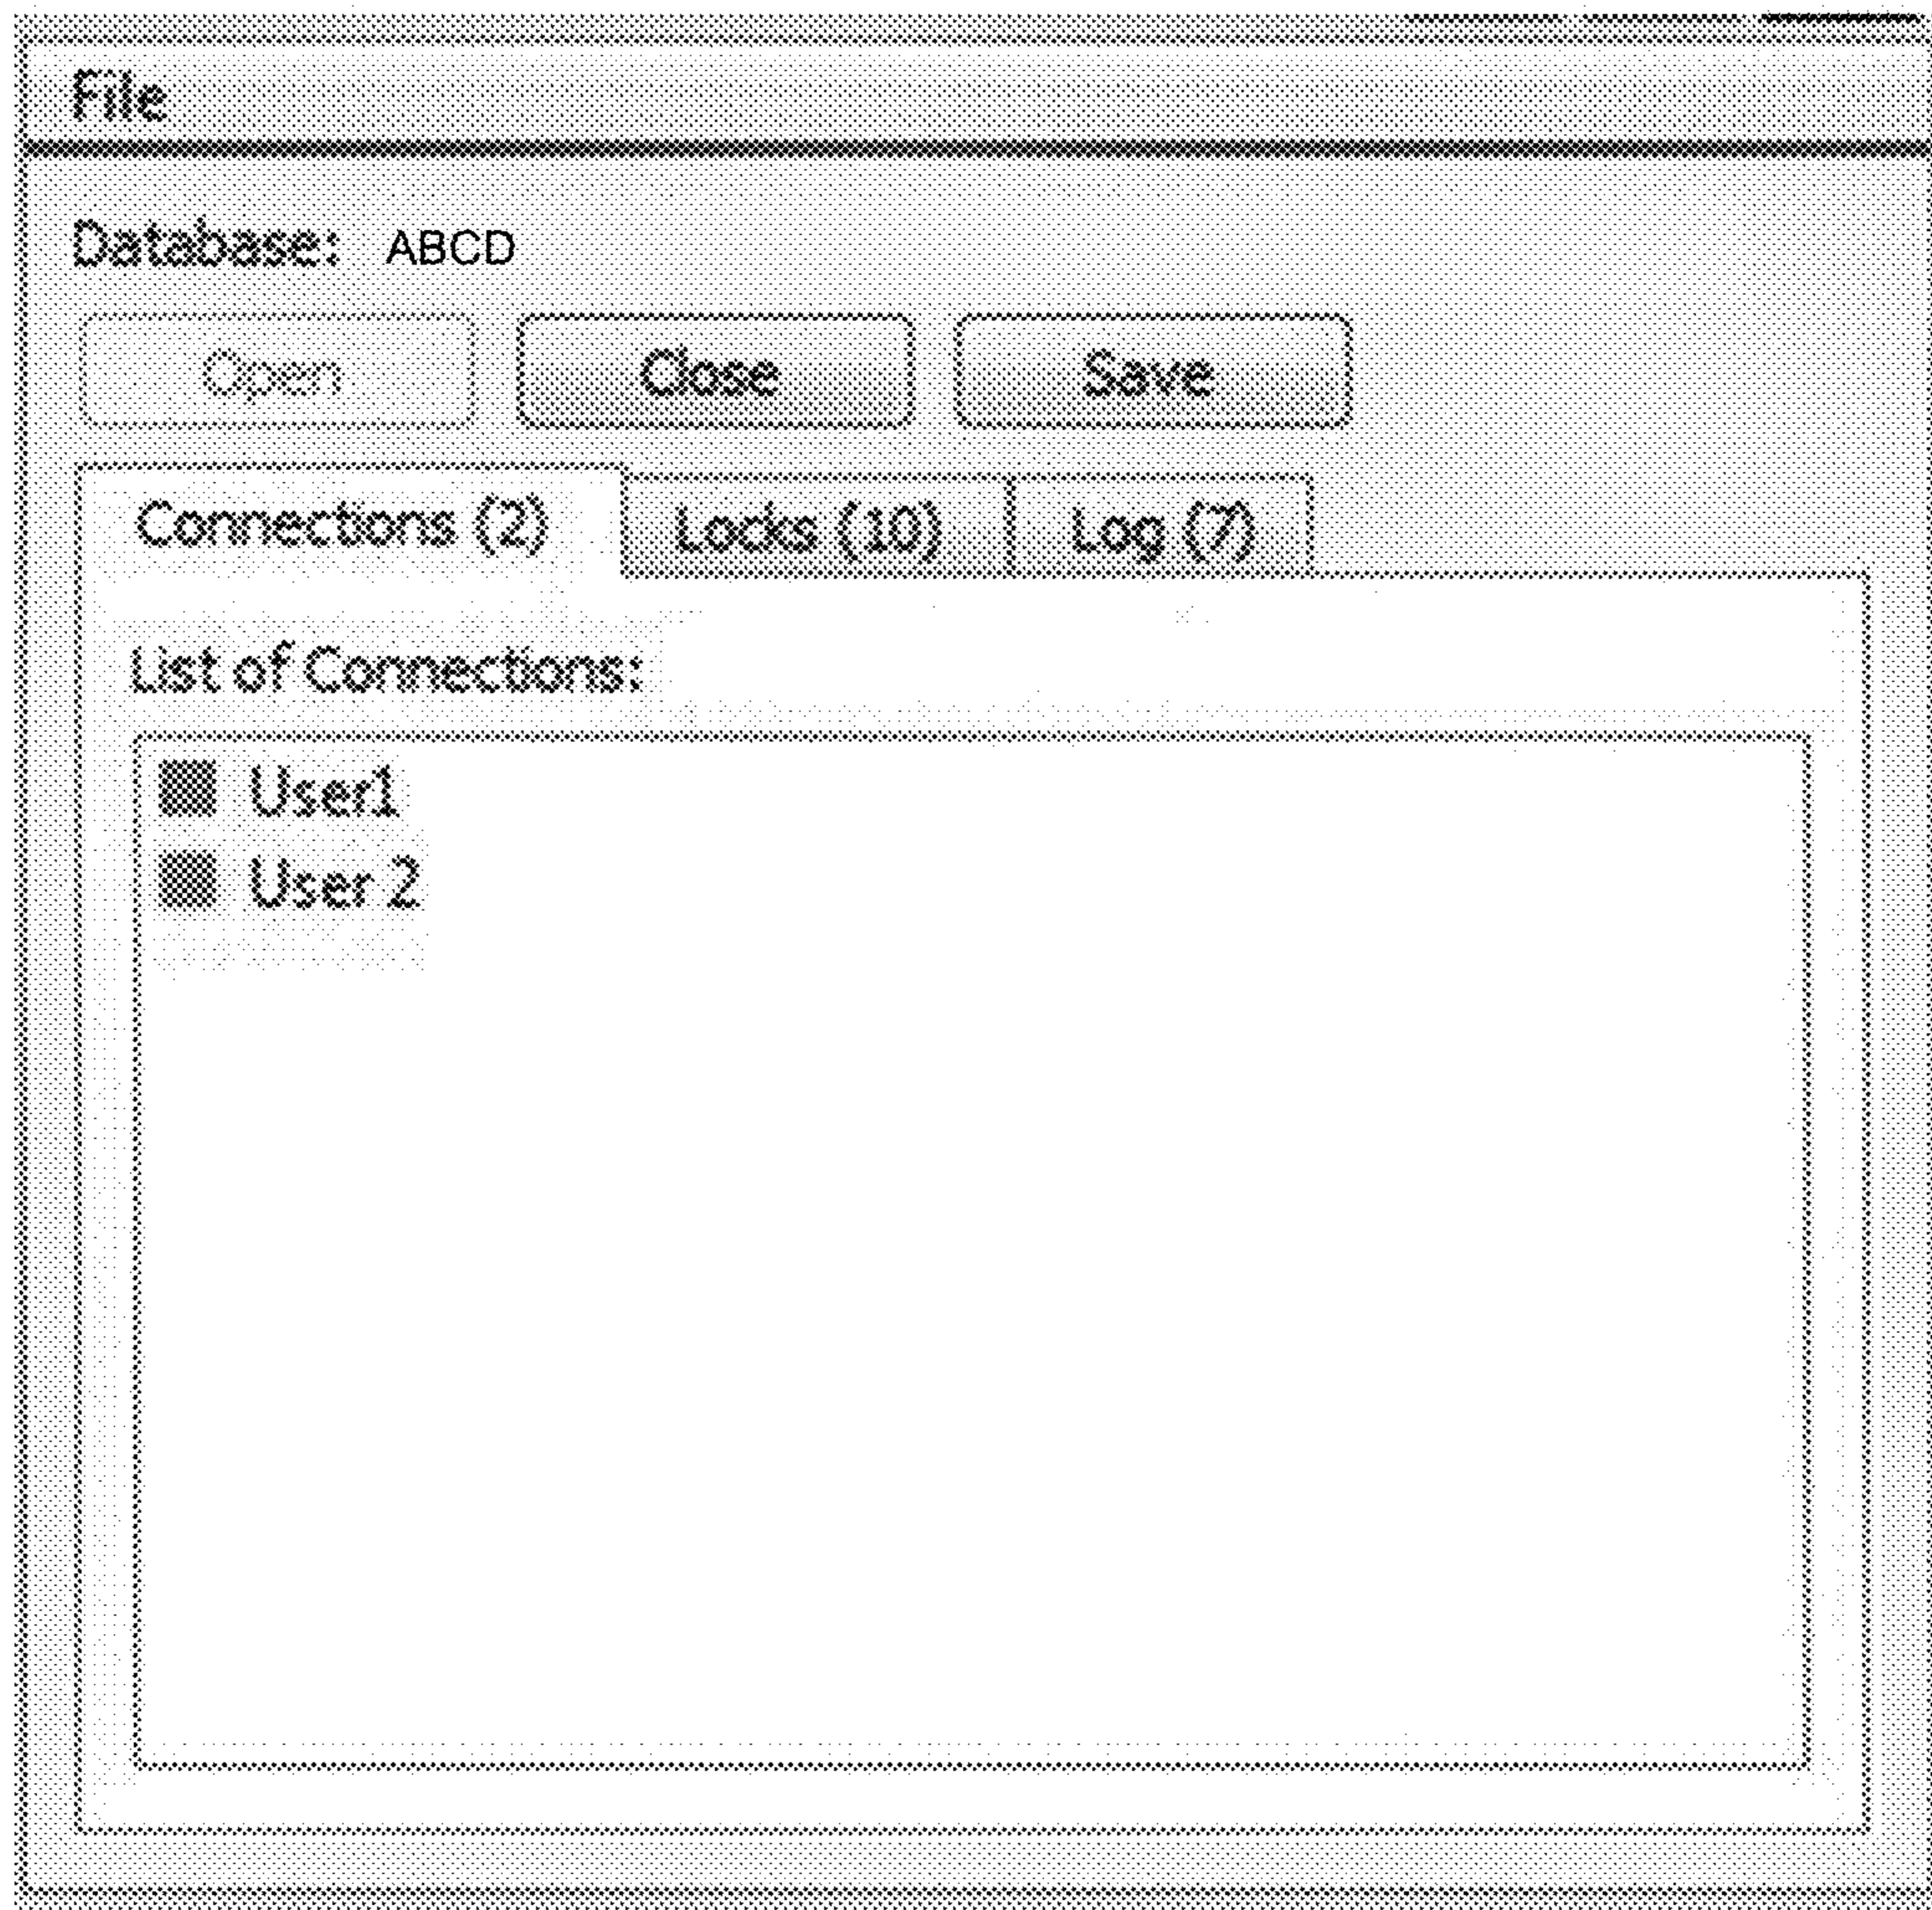 File
Database: ABCD
Open Close Save
Connections (2) Locks (10) Log (7)
List of Connections:
User1
User 2